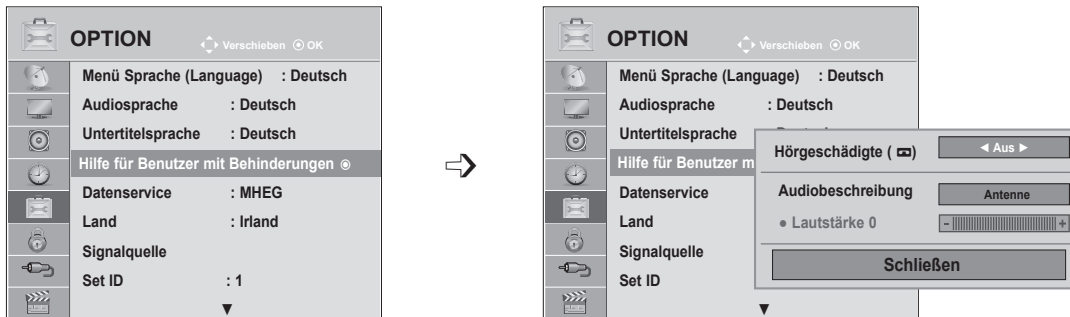 OPTION
Verschieben OK
Menü Sprache (Language) : Deutsch
Audiosprache : Deutsch
Untertitelsprache : Deutsch
Hilfe für Benutzer mit Behinderungen
Datenservice : MHEG
Land : Irland
Signalquelle
Set ID : 1
OPTION
Verschieben OK
Menü Sprache (Language) : Deutsch
Audiosprache : Deutsch
Untertitelsprache
Hilfe für Benutzer m
Datenservice
Land
Signalquelle
Set ID
Hörgeschädigte ( )
◀ Aus ▶
Audiobeschreibung
Antenne
● Lautstärke 0
- +
Schließen